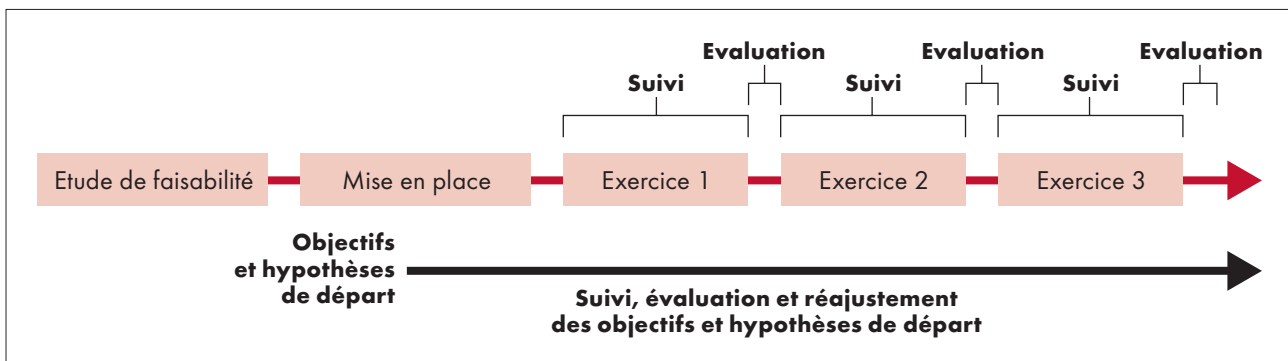 Evaluation Evaluation Evaluation
Suivi Suivi Suivi
Etude de faisabilité Mise en place Exercice 1 Exercice 2 Exercice 3
Objectifs
et hypothèses
de départ
Suivi, évaluation et réajustement
des objectifs et hypothèses de départ